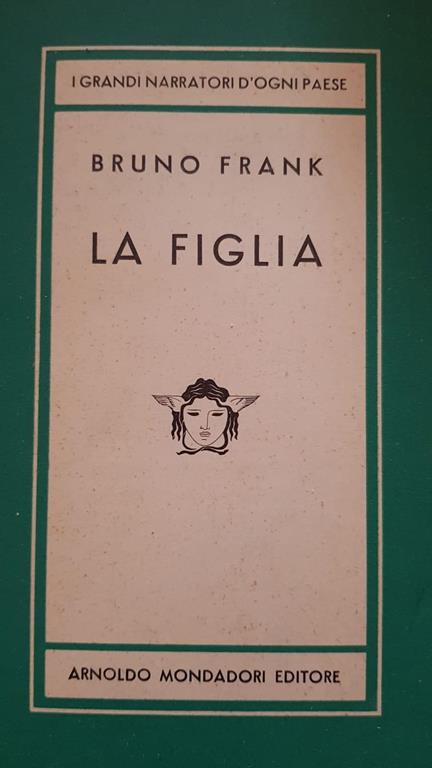 I GRANDI NARRATORI D'OGNI PAESE
BRUNO FRANK
LA FIGLIA
ARNOLDO MONDADORI EDITORE